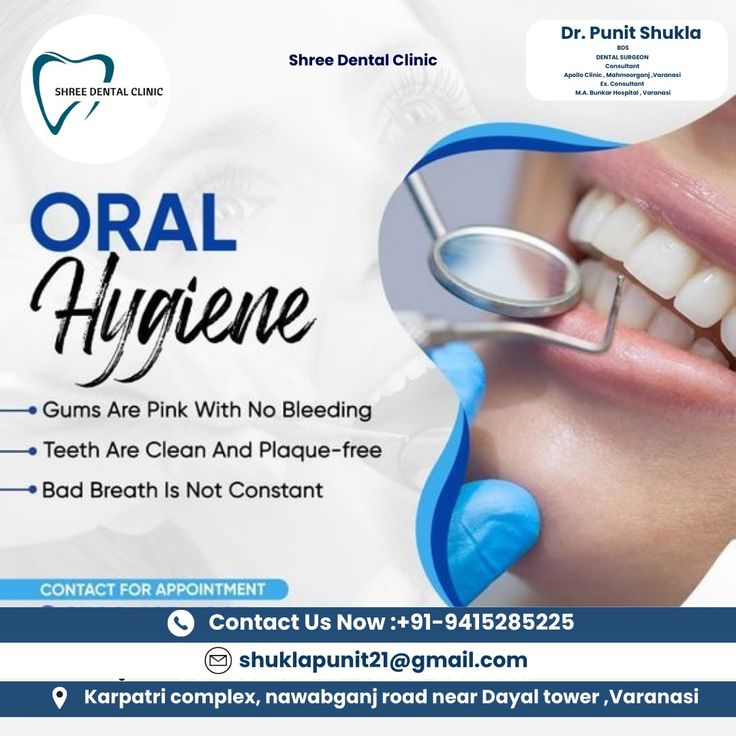 SHREE DENTAL CLINIC
Shree Dental Clinic
Dr. Punit Shukla
BDS
DENTAL SURGEON
Consultant
Apollo Clinic , Mahmoorganj ,Varanasi
Ex. Consultant
M.A. Bunkar Hospital , Varanasi
ORAL
Hygiene
Gums Are Pink With No Bleeding
Teeth Are Clean And Plaque-free
Bad Breath Is Not Constant
CONTACT FOR APPOINTMENT
Contact Us Now :+91-9415285225
shuklapunit21@gmail.com
Karpatri complex, nawabganj road near Dayal tower ,Varanasi